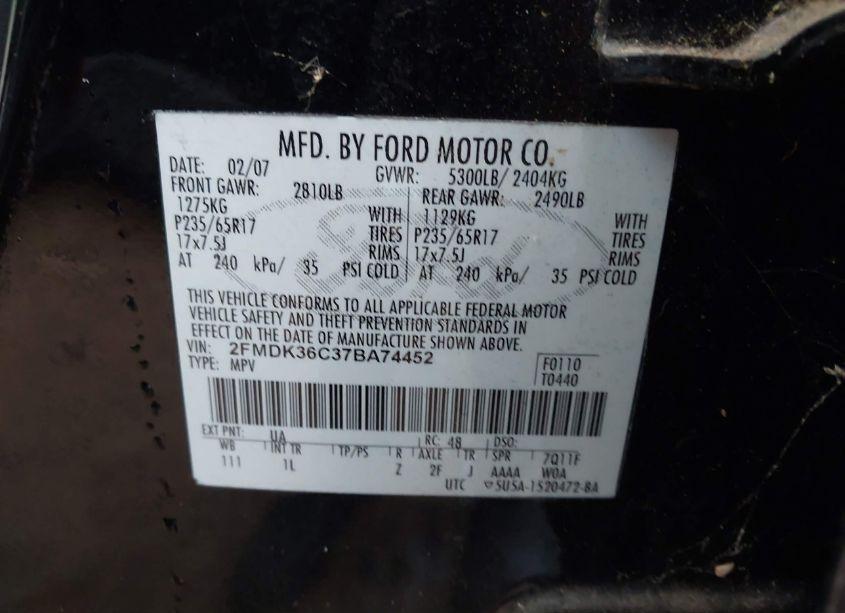 MFD. BY FORD MOTOR CO.
DATE: 02/07 GVWR: 5300LB/ 2404KG
FRONT GAWR: 2810LB REAR GAWR: 2490LB
1275KG WITH 1129KG WITH
P235/65R17 TIRES P235/65R17 TIRES
17x7.5J RIMS 17x7.5J RIMS
AT 240 kPa/ 35 PSI COLD AT 240 kPa/ 35 PSI COLD
THIS VEHICLE CONFORMS TO ALL APPLICABLE FEDERAL MOTOR
VEHICLE SAFETY AND THEFT PREVENTION STANDARDS IN
EFFECT ON THE DATE OF MANUFACTURE SHOWN ABOVE.
VIN: 2FMDK36C37BA74452 F0110
TYPE: MPV T0440
EXT PNT: UA RC: 48 DSO:
WB INT TR TP/PS R AXLE TR SPR 7Q11F
111 1L Z 2F J AAAA W0A
UTC 5U5A-1520472-BA